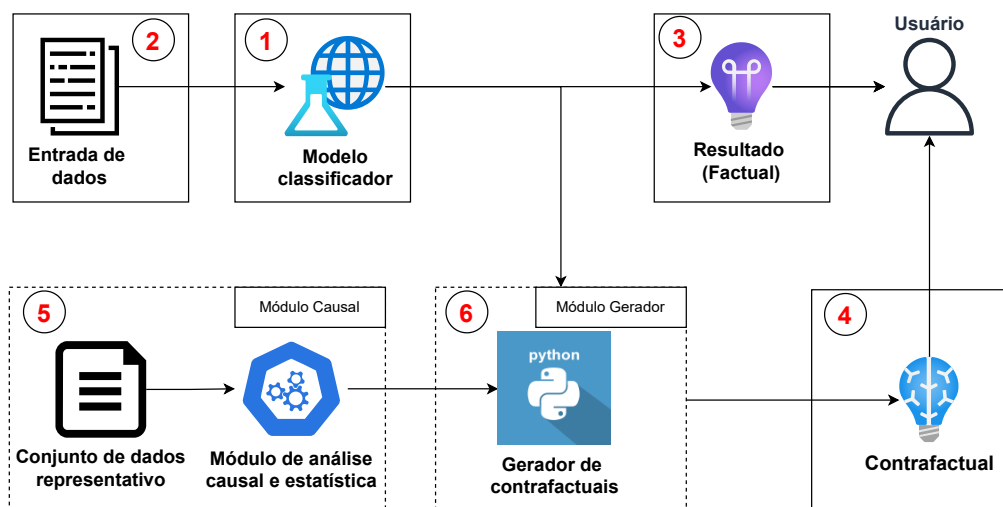 2
Entrada de
dados
1
Modelo
classificador
3
Resultado
(Factual)
Usuário
5
Módulo Causal
Conjunto de dados
representativo
Módulo de análise
causal e estatística
6
Módulo Gerador
python
Gerador de
contrafactuais
4
Contrafactual